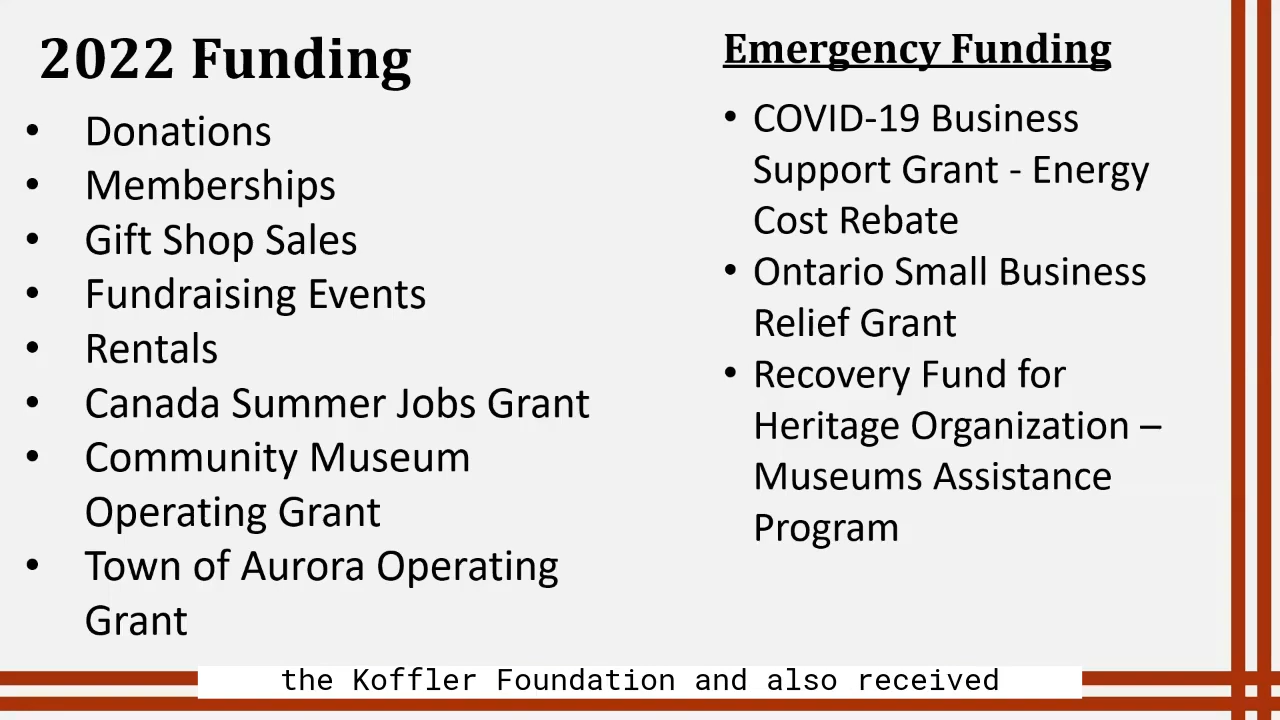 2022 Funding
• Donations
• Memberships
• Gift Shop Sales
• Fundraising Events
• Rentals
• Canada Summer Jobs Grant
• Community Museum
Operating Grant
• Town of Aurora Operating
Grant
Emergency Funding
• COVID-19 Business
Support Grant - Energy
Cost Rebate
• Ontario Small Business
Relief Grant
• Recovery Fund for
Heritage Organization –
Museums Assistance
Program
the Koffler Foundation and also received